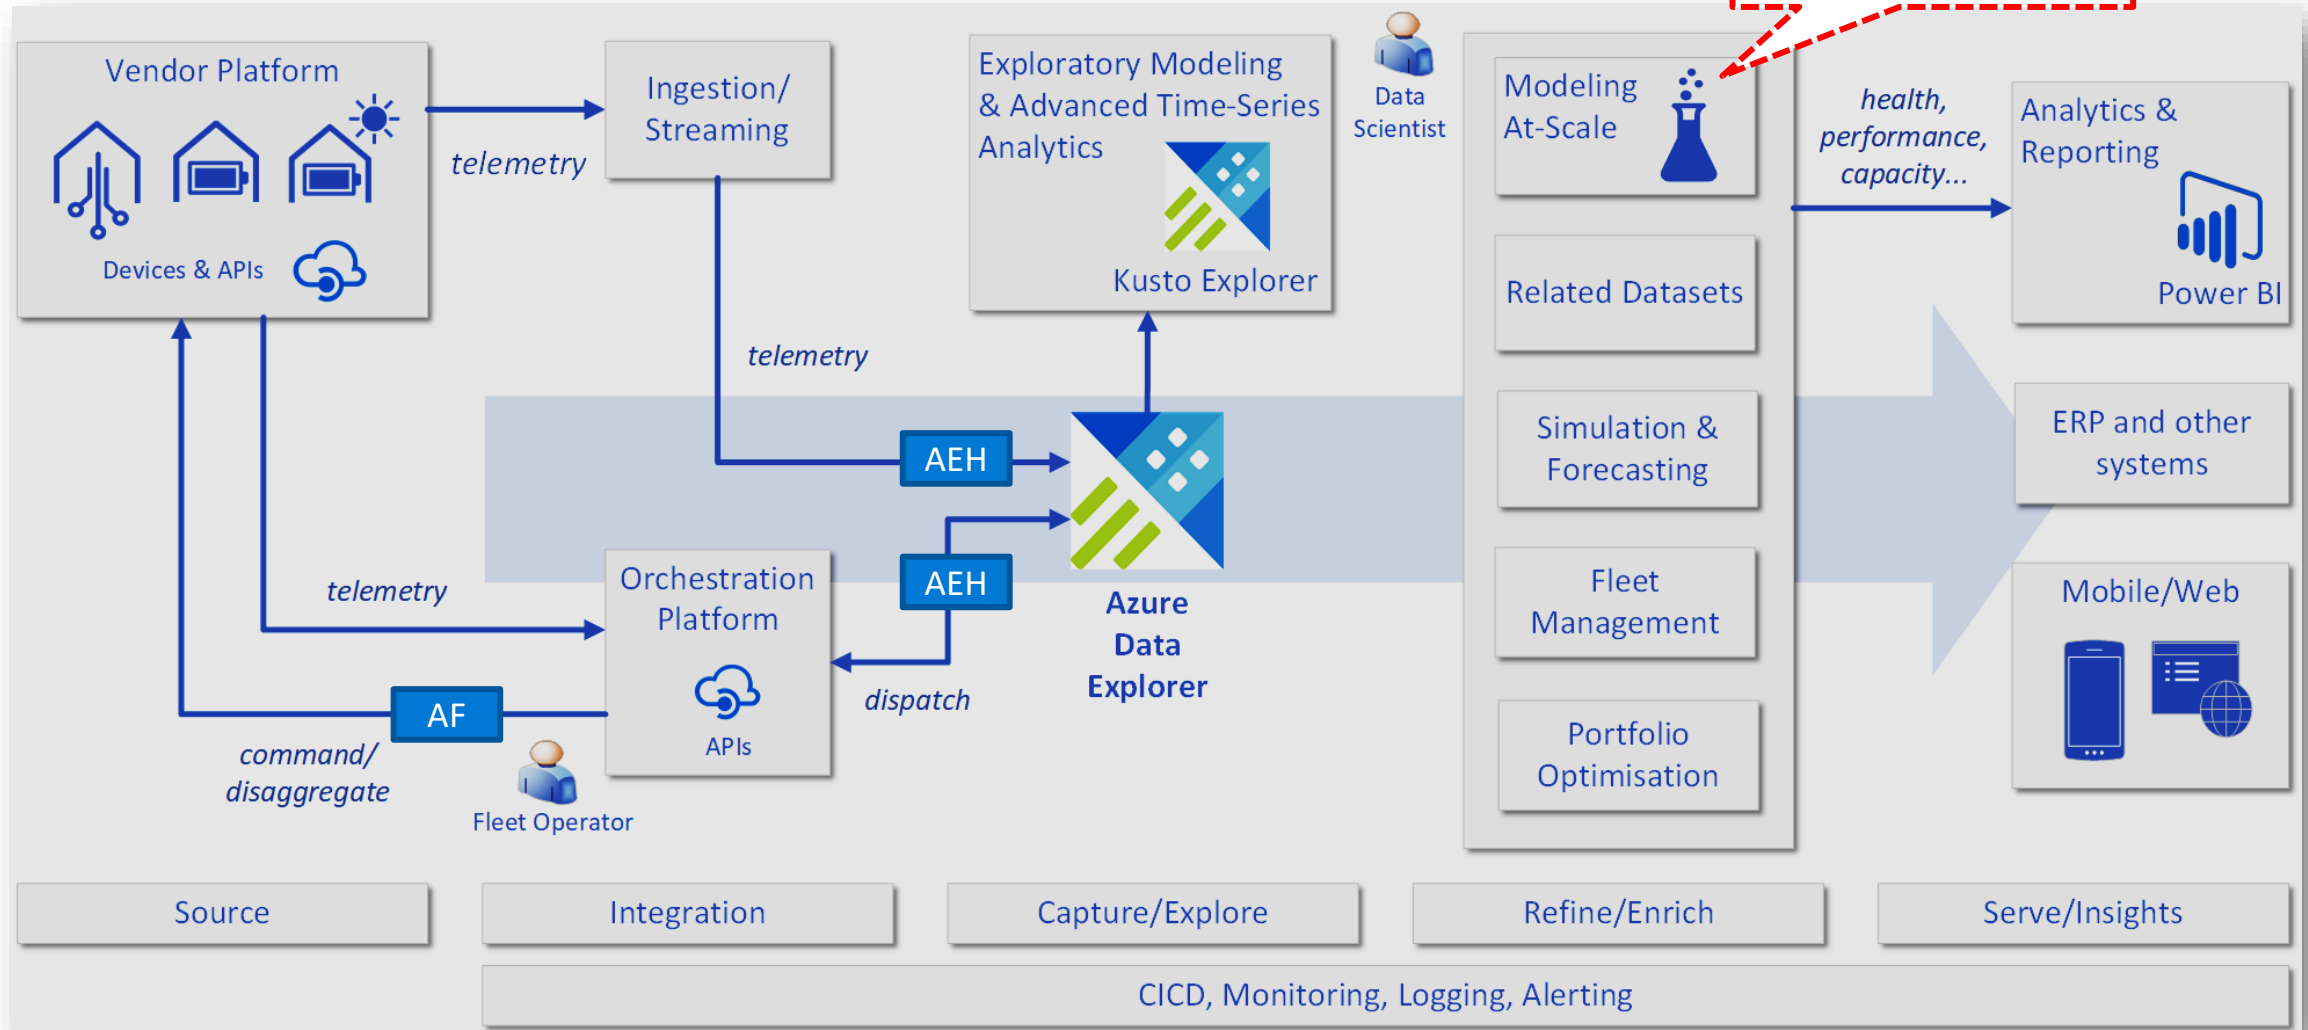 Vendor Platform
Devices & APIs
telemetry
Ingestion/
Streaming
telemetry
Exploratory Modeling
& Advanced Time-Series
Analytics
Kusto Explorer
Data
Scientist
Modeling
At-Scale
Related Datasets
Simulation &
Forecasting
Fleet
Management
Portfolio
Optimisation
health,
performance,
capacity...
Analytics &
Reporting
Power BI
ERP and other
systems
Mobile/Web
AEH
AEH
Azure
Data
Explorer
telemetry
Orchestration
Platform
APIs
dispatch
AF
command/
disaggregate
Fleet Operator
Source
Integration
Capture/Explore
Refine/Enrich
Serve/Insights
CICD, Monitoring, Logging, Alerting